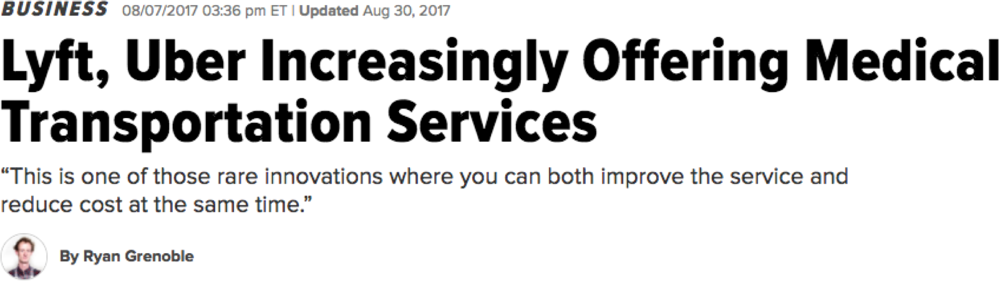 BUSINESS 08/07/2017 03:36 pm ET | Updated Aug 30, 2017
Lyft, Uber Increasingly Offering Medical
Transportation Services
“This is one of those rare innovations where you can both improve the service and
reduce cost at the same time.”
By Ryan Grenoble